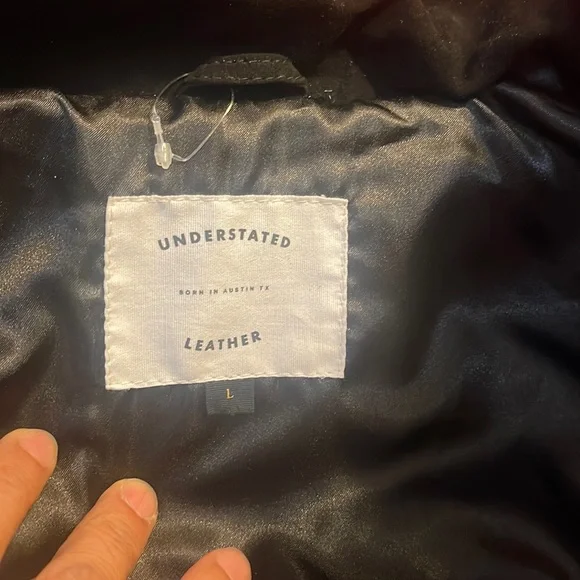 UNDERSTATED
BORN IN AUSTIN TX
LEATHER
L